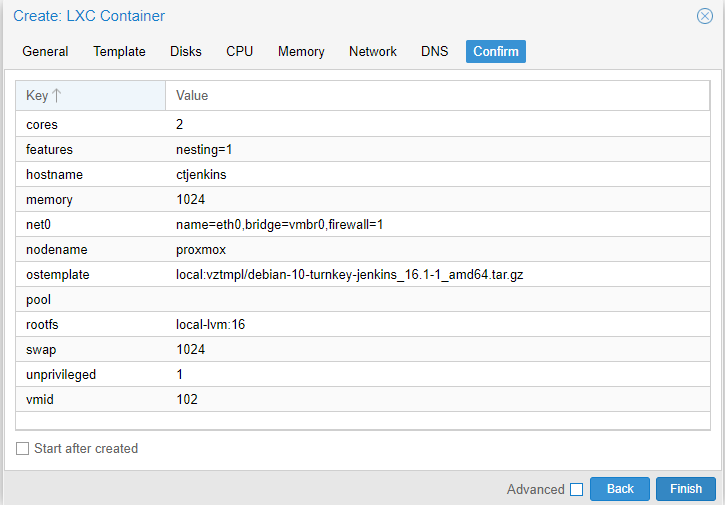 Create: LXC Container
General Template Disks CPU Memory Network DNS Confirm
Key Value
cores 2
features nesting=1
hostname ctjenkins
memory 1024
net0 name=eth0,bridge=vmbr0,firewall=1
nodename proxmox
ostemplate local:vztmpl/debian-10-turnkey-jenkins_16.1-1_amd64.tar.gz
pool
rootfs local-lvm:16
swap 1024
unprivileged 1
vmid 102
Start after created
Advanced Back Finish